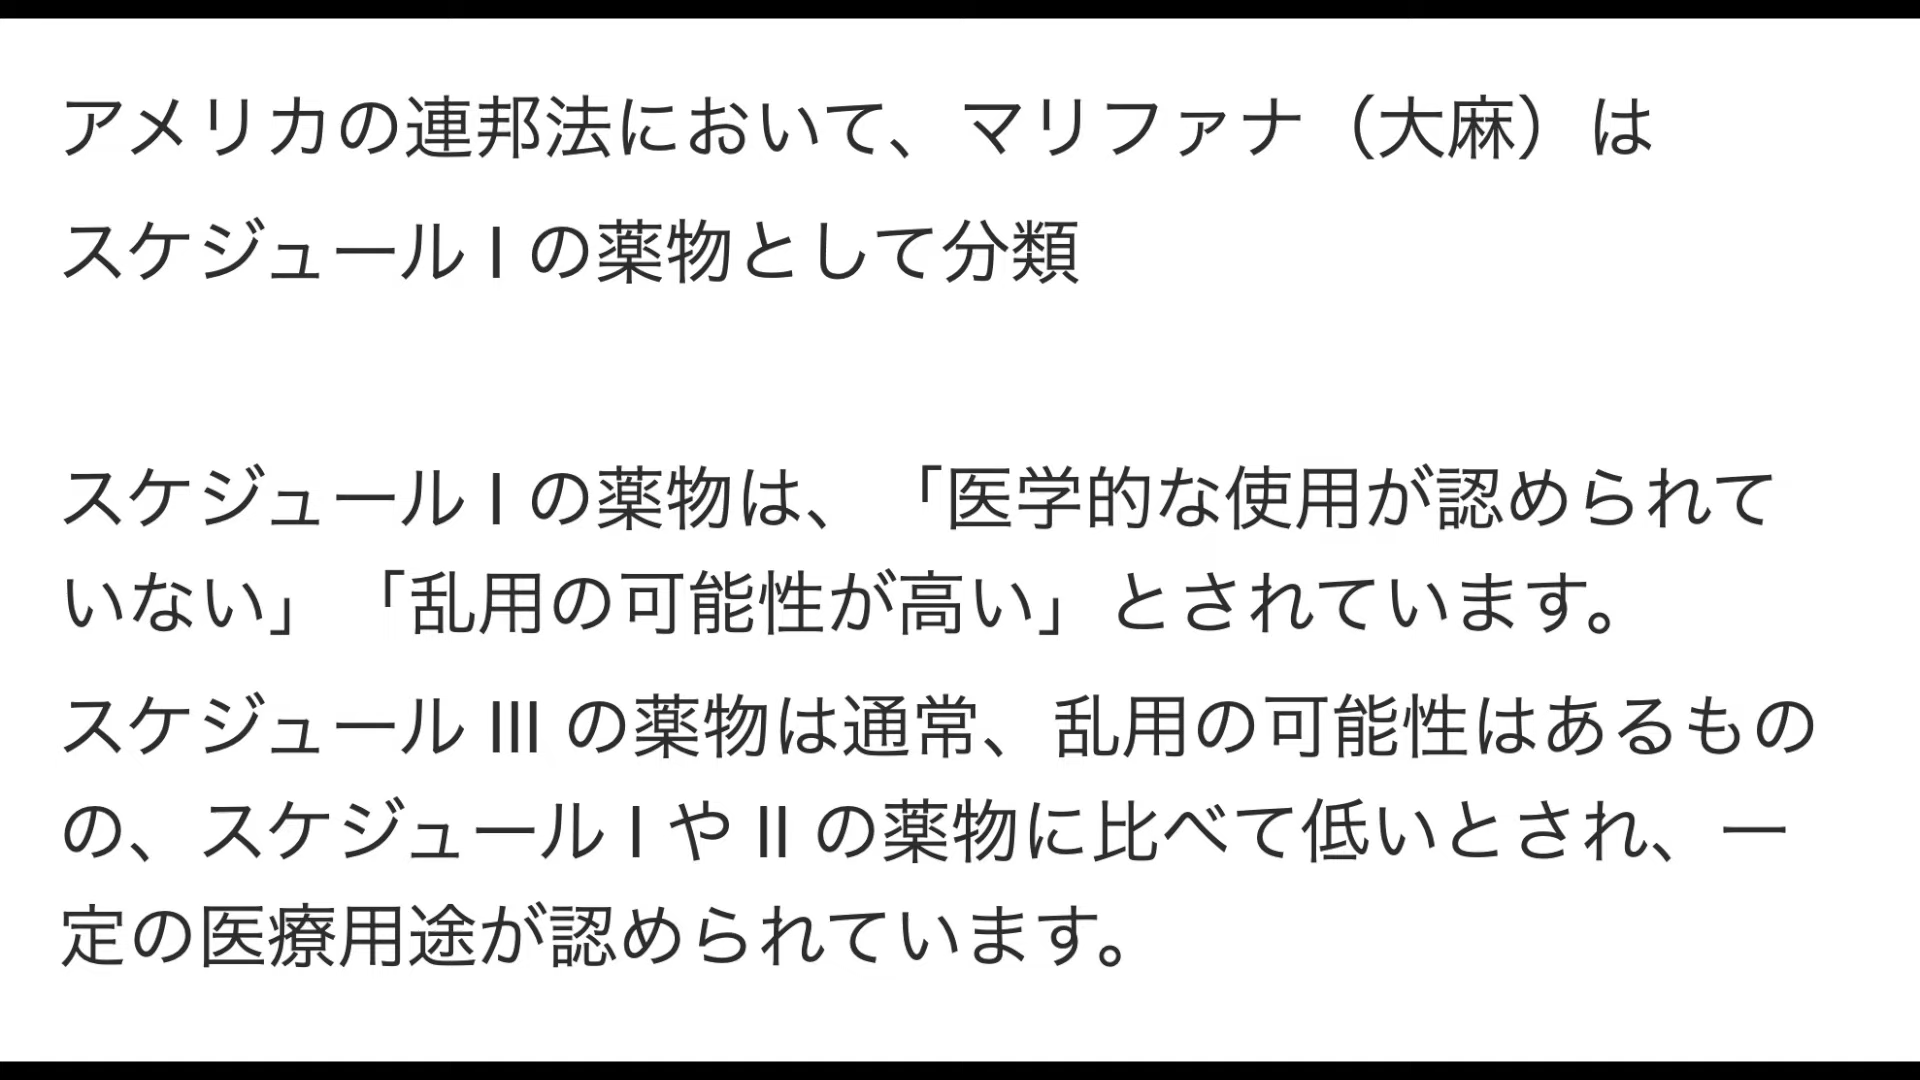 アメリカの連邦法において、マリファナ（大麻）は
スケジュール I の薬物として分類
スケジュール I の薬物は、「医学的な使用が認められて
いない」「乱用の可能性が高い」とされています。
スケジュール III の薬物は通常、乱用の可能性はあるもの
の、スケジュール I や II の薬物に比べて低いとされ、一
定の医療用途が認められています。